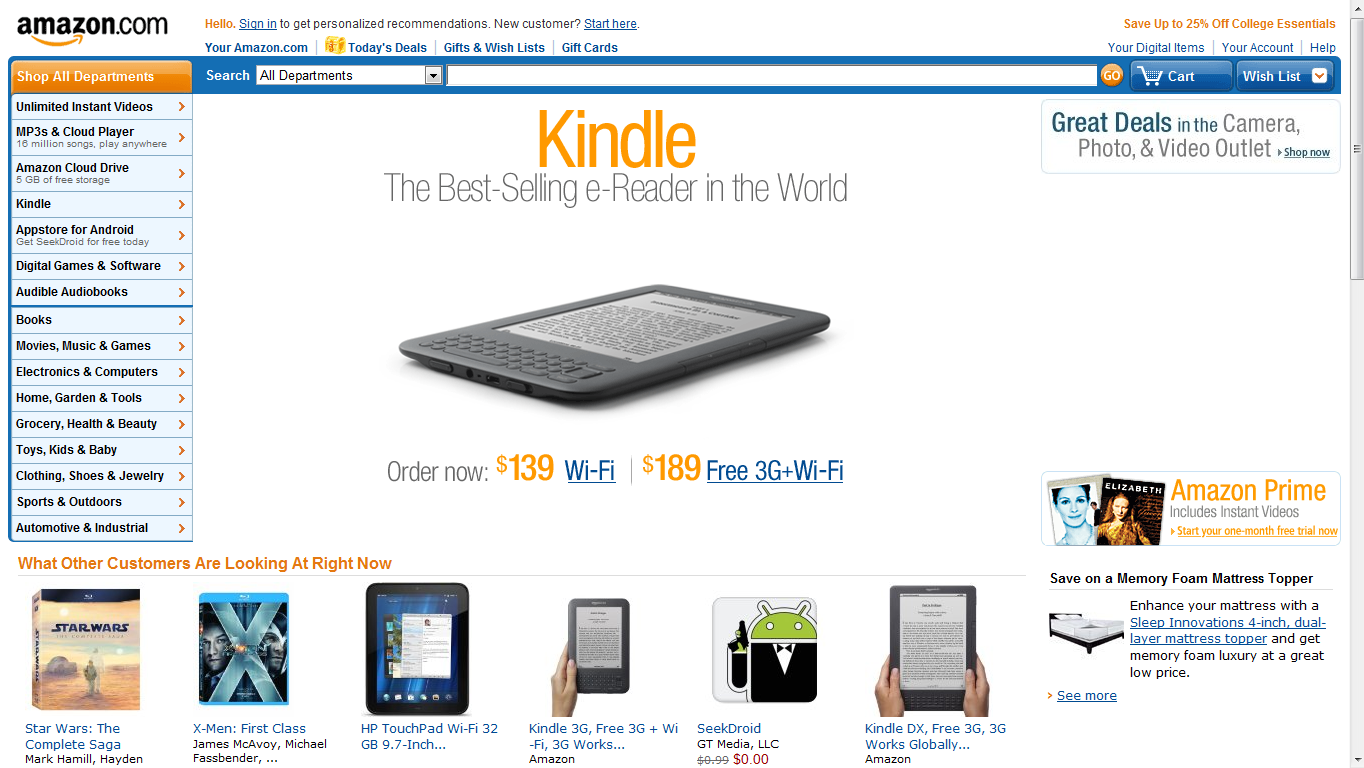 amazon.com
Hello. Sign in to get personalized recommendations. New customer? Start here.
Save Up to 25% Off College Essentials
Your Amazon.com
Today's Deals
Gifts & Wish Lists
Gift Cards
Your Digital Items
Your Account
Help
Shop All Departments
Search
All Departments
GO
Cart
Wish List
Unlimited Instant Videos
MP3s & Cloud Player
16 million songs, play anywhere
Amazon Cloud Drive
5 GB of free storage
Kindle
Appstore for Android
Get SeekDroid for free today
Digital Games & Software
Audible Audiobooks
Books
Movies, Music & Games
Electronics & Computers
Home, Garden & Tools
Grocery, Health & Beauty
Toys, Kids & Baby
Clothing, Shoes & Jewelry
Sports & Outdoors
Automotive & Industrial
Kindle
The Best-Selling e-Reader in the World
Order now: $139 Wi-Fi | $189 Free 3G+Wi-Fi
Great Deals in the Camera,
Photo, & Video Outlet Shop now
ELIZABETH
Amazon Prime
Includes Instant Videos
Start your one-month free trial now
What Other Customers Are Looking At Right Now
STAR WARS
THE COMPLETE SAGA
Star Wars: The
Complete Saga
Mark Hamill, Hayden
X-Men: First Class
James McAvoy, Michael
Fassbender, ...
HP TouchPad Wi-Fi 32
GB 9.7-Inch...
Kindle 3G, Free 3G + Wi
-Fi, 3G Works...
Amazon
SeekDroid
GT Media, LLC
$0.99 $0.00
Kindle DX, Free 3G, 3G
Works Globally...
Amazon
Save on a Memory Foam Mattress Topper
Enhance your mattress with a
Sleep Innovations 4-inch, dual-
layer mattress topper and get
memory foam luxury at a great
low price.
See more